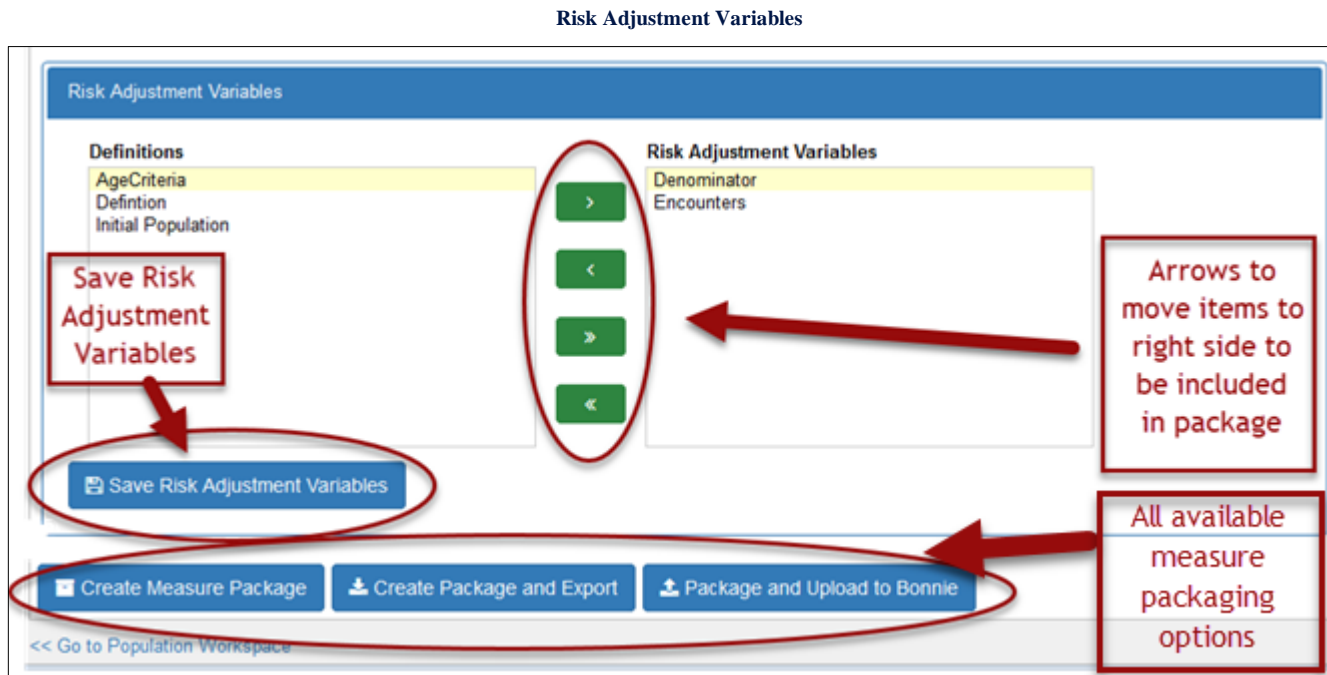 Risk Adjustment Variables
Risk Adjustment Variables
Definitions
AgeCriteria
Defintion
Initial Population
>
<
»
«
Risk Adjustment Variables
Denominator
Encounters
Save Risk
Adjustment
Variables
Arrows to
move items to
right side to
be included
in package
Save Risk Adjustment Variables
All available
measure
packaging
options
Create Measure Package
Create Package and Export
Package and Upload to Bonnie
<< Go to Population Workspace